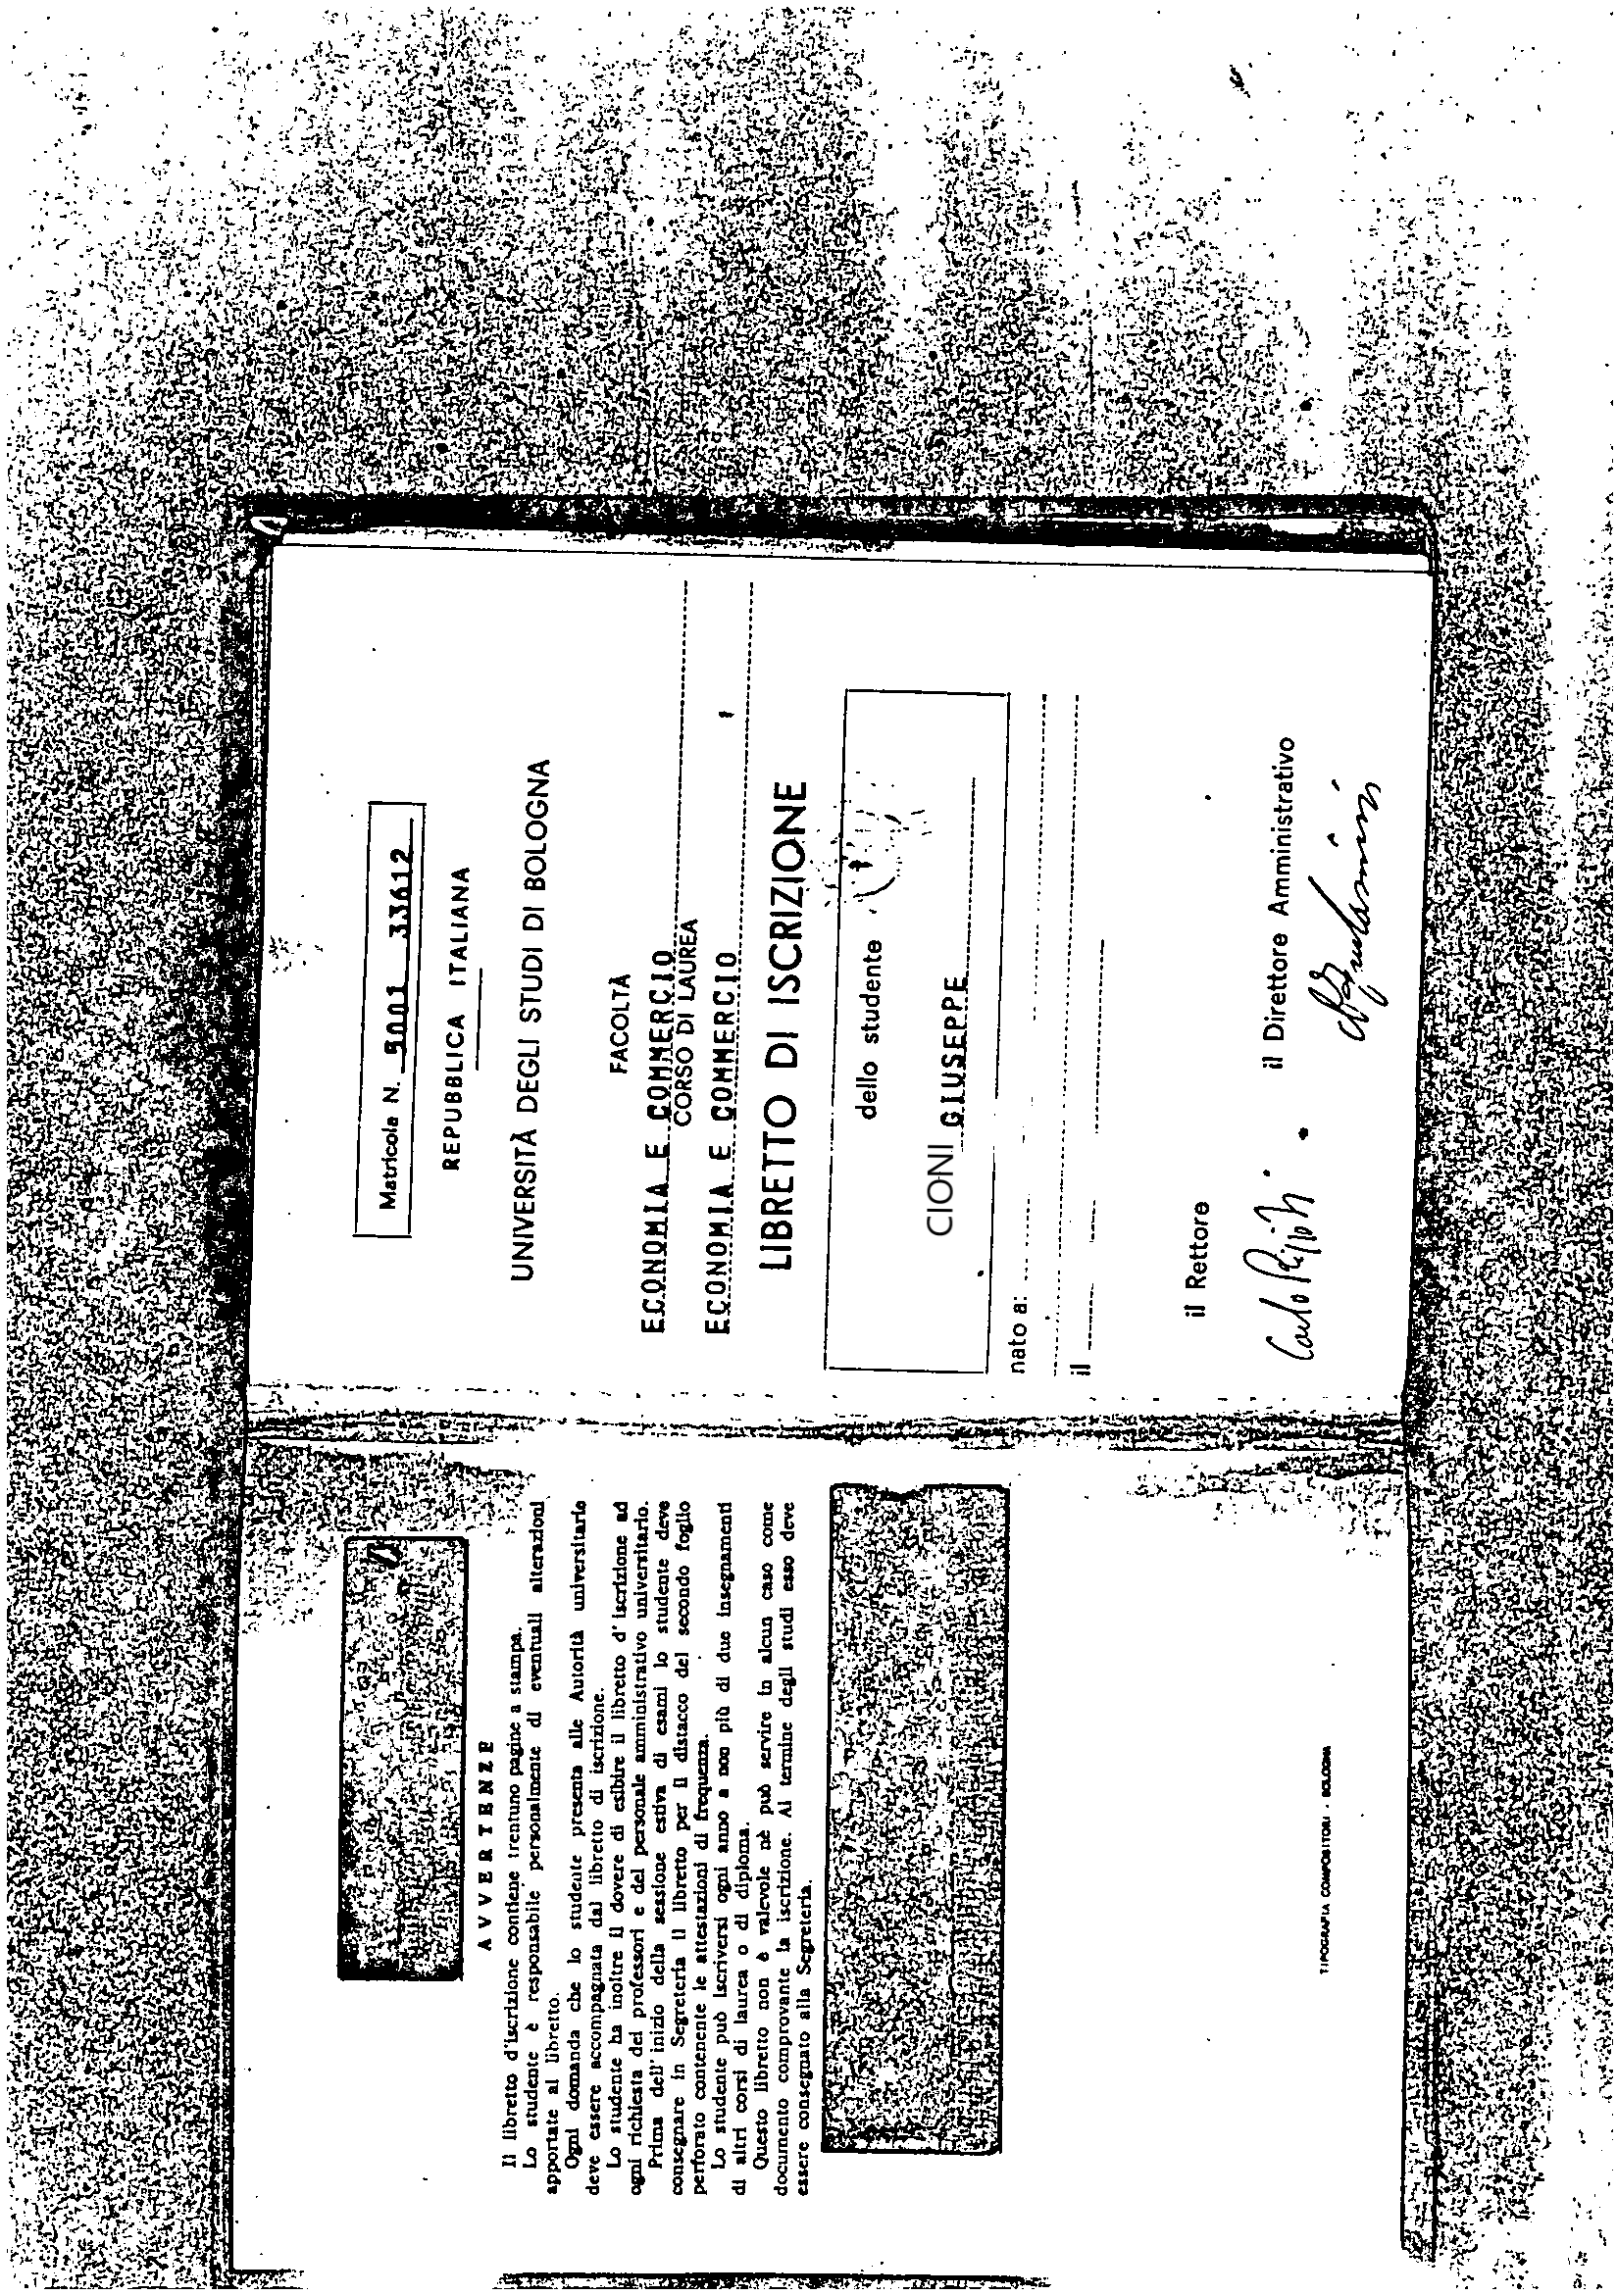 AVVERTENZE
Il libretto d'iscrizione contiene trentuno pagine a stampa.
Lo studente è responsabile personalmente di eventuali alterazioni
apportate al libretto.
Ogni domanda che lo studente presenta alle Autorità universitarie
deve essere accompagnata dal libretto di iscrizione.
Lo studente ha inoltre il dovere di esibire il libretto d'iscrizione ad
ogni richiesta dei professori e del personale amministrativo universitario.
Prima dell'inizio della sessione estiva di esami lo studente deve
consegnare in Segreteria il libretto per il distacco del secondo foglio
perforato contenente le attestazioni di frequenza.
Lo studente può iscriversi ogni anno a non più di due insegnamenti
di altri corsi di laurea o di diploma.
Questo libretto non è valevole nè può servire in alcun caso come
documento comprovante la iscrizione. Al termine degli studi esso deve
essere consegnato alla Segreteria.
TIPOGRAFIA COMPOSITORI - BOLOGNA
Matricola N. 5001 33612
REPUBBLICA ITALIANA
UNIVERSITÀ DEGLI STUDI DI BOLOGNA
FACOLTÀ
ECONOMIA E COMMERCIO
CORSO DI LAUREA
ECONOMIA E COMMERCIO
LIBRETTO DI ISCRIZIONE
dello studente
CIONI GIUSEPPE
nato a:
il
il Rettore
il Direttore Amministrativo
Carlo